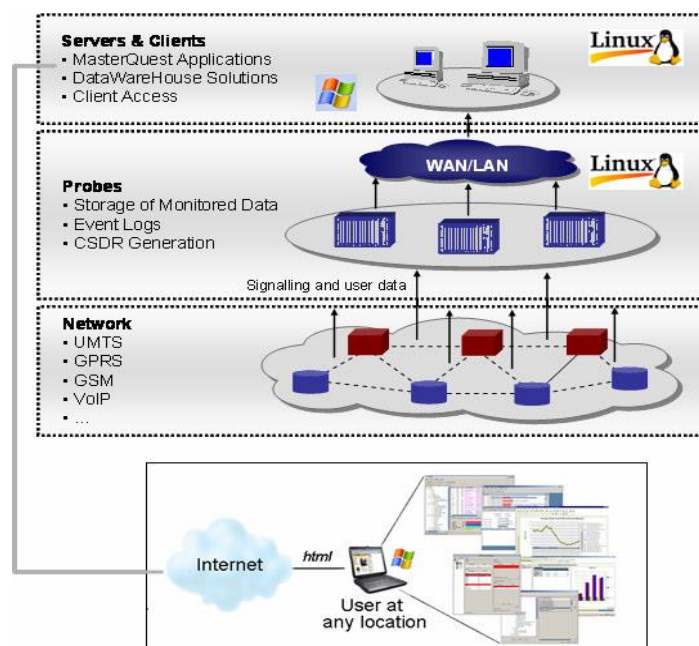 Servers & Clients
▪ MasterQuest Applications
▪ DataWareHouse Solutions
▪ Client Access
Linux
WAN/LAN
Linux
Probes
▪ Storage of Monitored Data
▪ Event Logs
▪ CSDR Generation
Signalling and user data
Network
▪ UMTS
▪ GPRS
▪ GSM
▪ VoIP
▪ ...
Internet
html
User at
any location